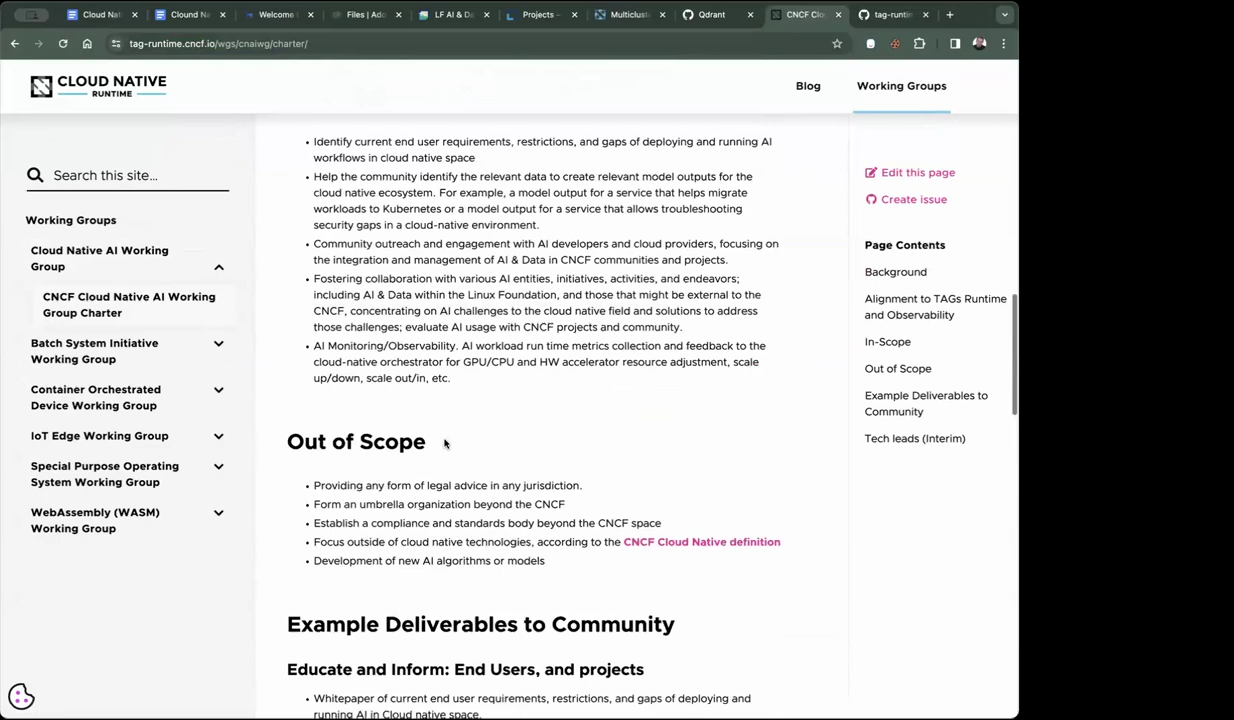 Cloud Nati
Clound N
Welcome
Files | Ado
LF AI & Da
Projects –
Multicluste
Qdrant
CNCF Clo
tag-runtim
tag-runtime.cncf.io/wgs/cnaiwg/charter/
CLOUD NATIVE
RUNTIME
Blog
Working Groups
Search this site...
Working Groups
Cloud Native AI Working
Group
CNCF Cloud Native AI Working
Group Charter
Batch System Initiative
Working Group
Container Orchestrated
Device Working Group
IoT Edge Working Group
Special Purpose Operating
System Working Group
WebAssembly (WASM)
Working Group
• Identify current end user requirements, restrictions, and gaps of deploying and running AI
workflows in cloud native space
• Help the community identify the relevant data to create relevant model outputs for the
cloud native ecosystem. For example, a model output for a service that helps migrate
workloads to Kubernetes or a model output for a service that allows troubleshooting
security gaps in a cloud-native environment.
• Community outreach and engagement with AI developers and cloud providers, focusing on
the integration and management of AI & Data in CNCF communities and projects.
• Fostering collaboration with various AI entities, initiatives, activities, and endeavors;
including AI & Data within the Linux Foundation, and those that might be external to the
CNCF, concentrating on AI challenges to the cloud native field and solutions to address
those challenges; evaluate AI usage with CNCF projects and community.
• AI Monitoring/Observability. AI workload run time metrics collection and feedback to the
cloud-native orchestrator for GPU/CPU and HW accelerator resource adjustment, scale
up/down, scale out/in, etc.
Out of Scope
• Providing any form of legal advice in any jurisdiction.
• Form an umbrella organization beyond the CNCF
• Establish a compliance and standards body beyond the CNCF space
• Focus outside of cloud native technologies, according to the CNCF Cloud Native definition
• Development of new AI algorithms or models
Example Deliverables to Community
Educate and Inform: End Users, and projects
• Whitepaper of current end user requirements, restrictions, and gaps of deploying and
running AI in Cloud native space.
Edit this page
Create issue
Page Contents
Background
Alignment to TAGs Runtime
and Observability
In-Scope
Out of Scope
Example Deliverables to
Community
Tech leads (Interim)